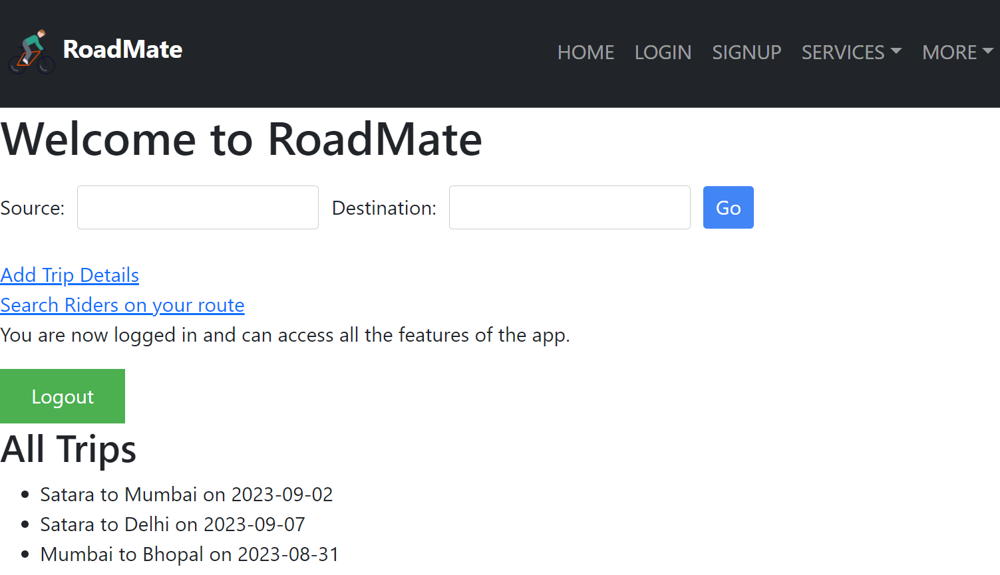 RoadMate
HOME LOGIN SIGNUP SERVICES MORE
Welcome to RoadMate
Source: Destination: Go
Add Trip Details
Search Riders on your route
You are now logged in and can access all the features of the app.
Logout
All Trips
Satara to Mumbai on 2023-09-02
Satara to Delhi on 2023-09-07
Mumbai to Bhopal on 2023-08-31